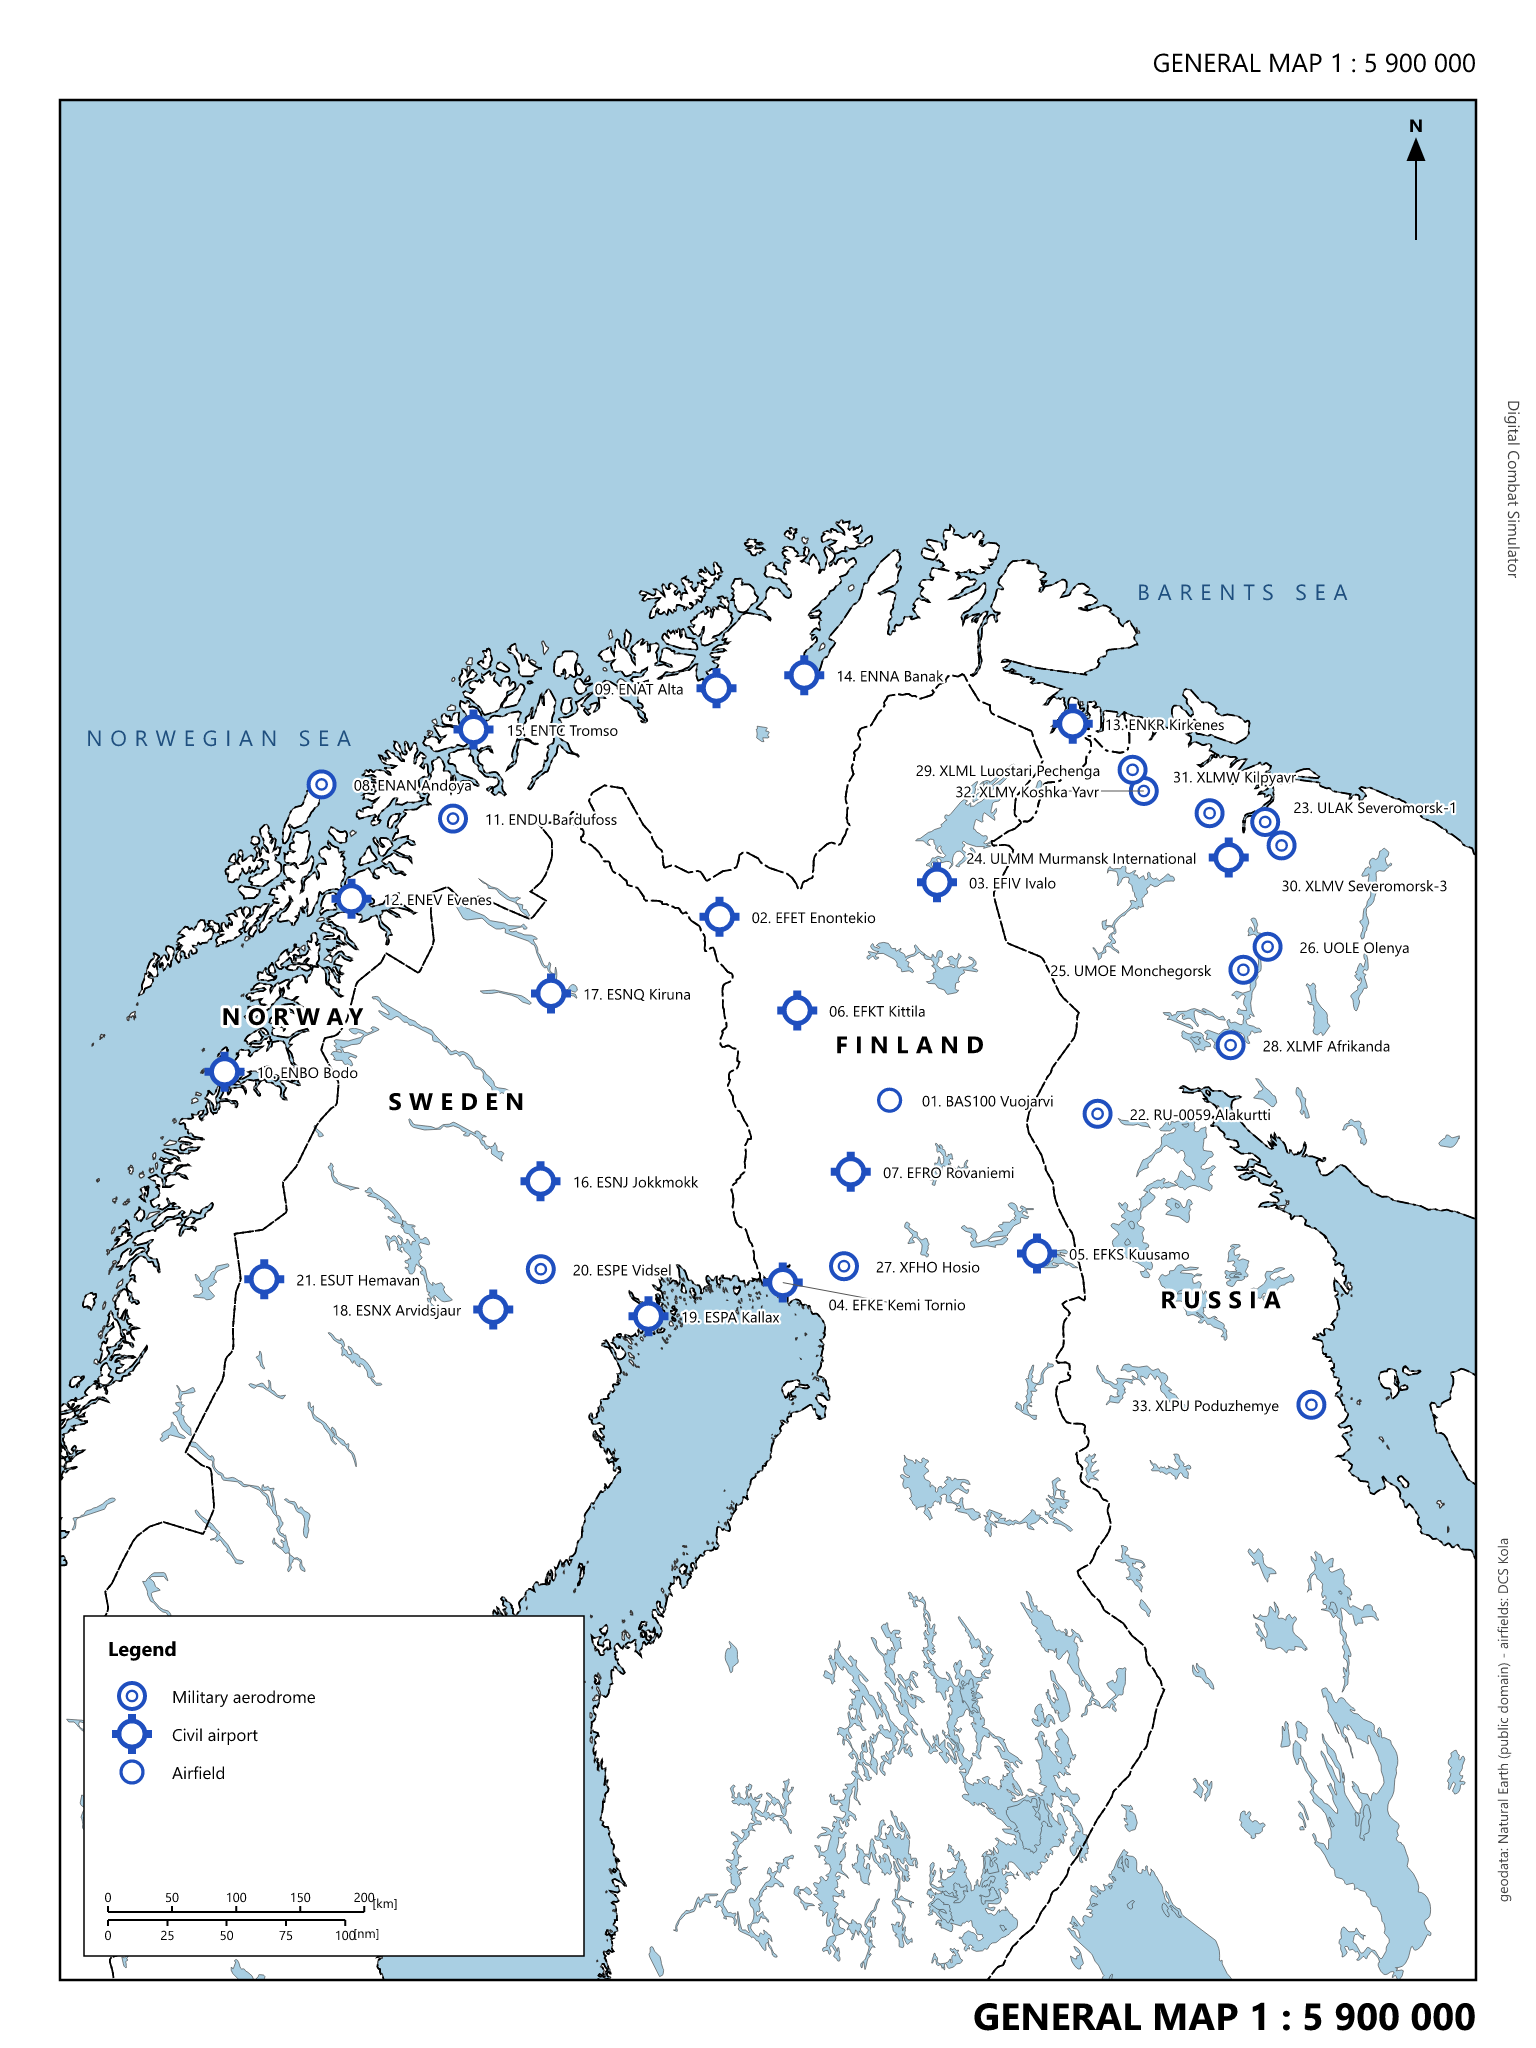 GENERAL MAP 1 : 5 900 000
N
Digital Combat Simulator
BARENTS SEA
NORWEGIAN SEA
14. ENNA Banak
09. ENAT Alta
13. ENKR Kirkenes
15. ENTC Tromso
29. XLML Luostari Pechenga
31. XLMW Kilpyavr
08. ENAN Andoya
32. XLMY Koshka Yavr
23. ULAK Severomorsk-1
11. ENDU Bardufoss
24. ULMM Murmansk International
03. EFIV Ivalo
30. XLMV Severomorsk-3
12. ENEV Evenes
02. EFET Enontekio
26. UOLE Olenya
25. UMOE Monchegorsk
17. ESNQ Kiruna
06. EFKT Kittila
NORWAY
FINLAND
28. XLMF Afrikanda
10. ENBO Bodo
SWEDEN
01. BAS100 Vuojarvi
22. RU-0059 Alakurtti
07. EFRO Rovaniemi
16. ESNJ Jokkmokk
05. EFKS Kuusamo
27. XFHO Hosio
20. ESPE Vidsel
21. ESUT Hemavan
RUSSIA
04. EFKE Kemi Tornio
18. ESNX Arvidsjaur
19. ESPA Kallax
33. XLPU Poduzhemye
geodata: Natural Earth (public domain) - airfields: DCS Kola
Legend
Military aerodrome
Civil airport
Airfield
0 50 100 150 200 [km]
0 25 50 75 100 [nm]
GENERAL MAP 1 : 5 900 000